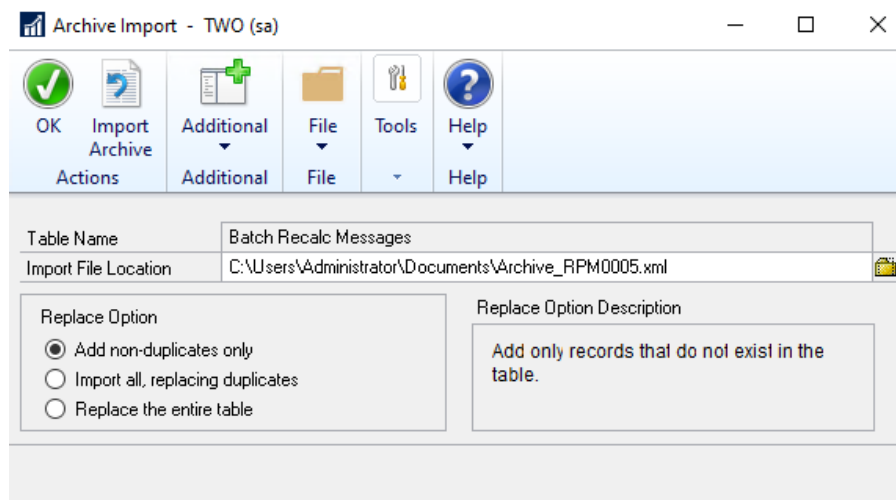 Archive Import - TWO (sa)
OK
Import
Archive
Additional
File
Tools
Help
Actions
Additional
File
Help
Table Name
Batch Recalc Messages
Import File Location
C:\Users\Administrator\Documents\Archive_RPM0005.xml
Replace Option
Add non-duplicates only
Import all, replacing duplicates
Replace the entire table
Replace Option Description
Add only records that do not exist in the
table.